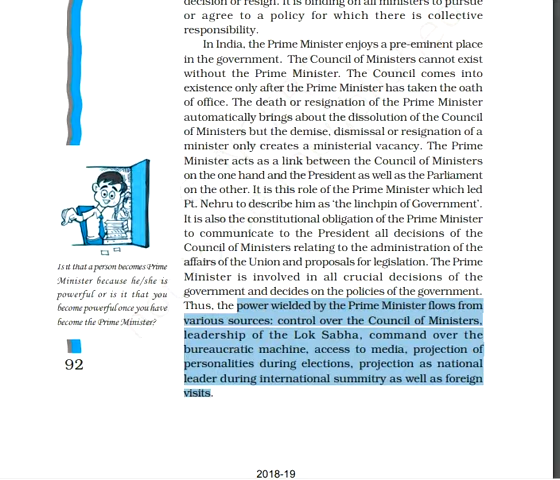 decision or resign. It is binding on all ministers to pursue
or agree to a policy for which there is collective
responsibility.
In India, the Prime Minister enjoys a pre-eminent place
in the government. The Council of Ministers cannot exist
without the Prime Minister. The Council comes into
existence only after the Prime Minister has taken the oath
of office. The death or resignation of the Prime Minister
automatically brings about the dissolution of the Council
of Ministers but the demise, dismissal or resignation of a
minister only creates a ministerial vacancy. The Prime
Minister acts as a link between the Council of Ministers
on the one hand and the President as well as the Parliament
on the other. It is this role of the Prime Minister which led
Pt. Nehru to describe him as ‘the linchpin of Government’.
It is also the constitutional obligation of the Prime Minister
to communicate to the President all decisions of the
Council of Ministers relating to the administration of the
affairs of the Union and proposals for legislation. The Prime
Minister is involved in all crucial decisions of the
government and decides on the policies of the government.
Thus, the power wielded by the Prime Minister flows from
various sources: control over the Council of Ministers,
leadership of the Lok Sabha, command over the
bureaucratic machine, access to media, projection of
personalities during elections, projection as national
leader during international summitry as well as foreign
visits.
Is it that a person becomes Prime
Minister because he/she is
powerful or is it that you
become powerful once you have
become the Prime Minister?
92
2018-19